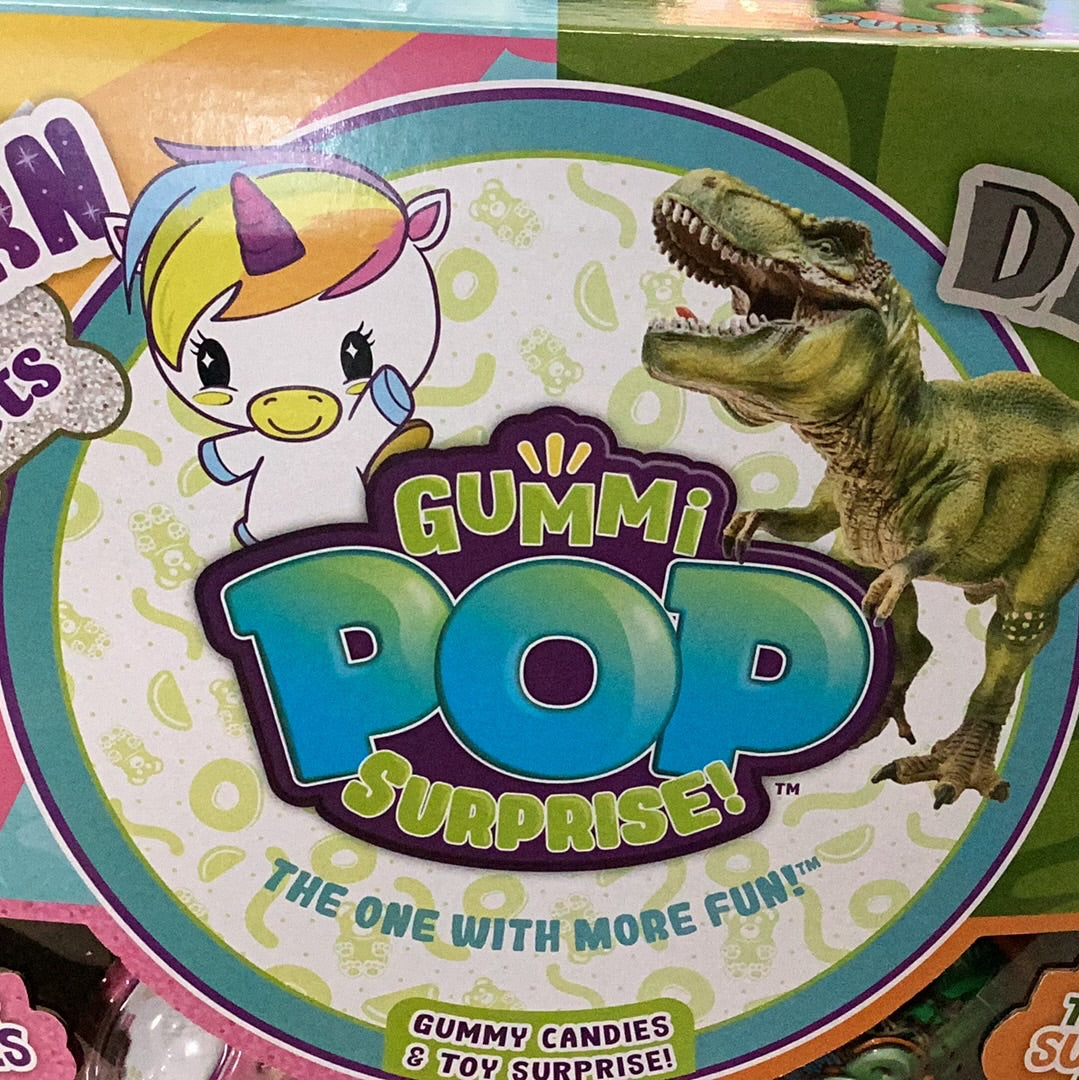 GUMMi
POP
SURPRISE!
TM
THE ONE WITH MORE FUN!TM
GUMMY CANDIES
& TOY SURPRISE!